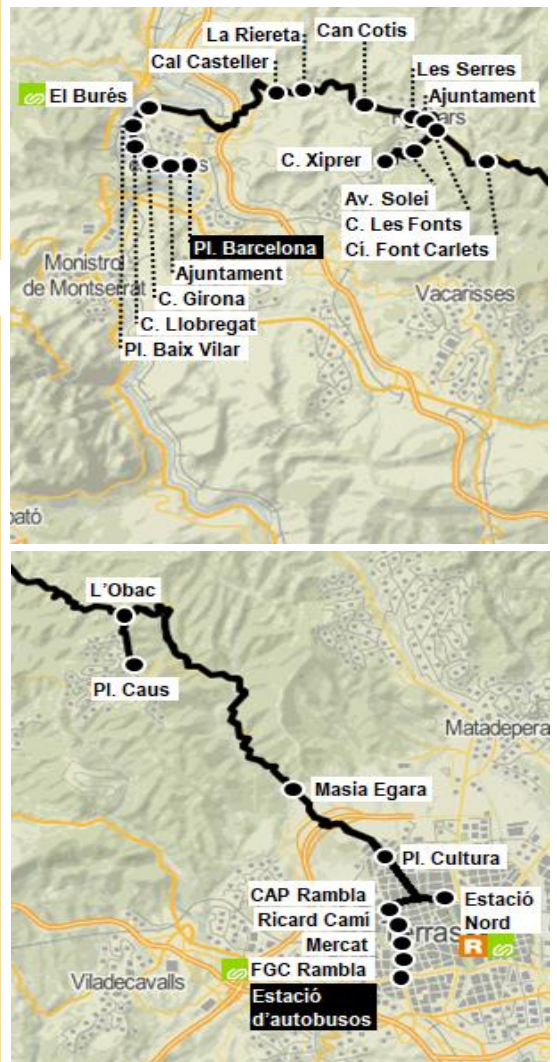 La Riereta
Can Cotis
Cal Casteller
Les Serres
Ajuntament
El Burés
C. Xiprer
Av. Solei
C. Les Fonts
Cí. Font Carlets
Pl. Barcelona
Ajuntament
C. Girona
C. Llobregat
Pl. Baix Vilar
Monistrol
de Montserrat
Vacarisses
L'Obac
Pl. Caus
Matadepera
Masia Egara
Pl. Cultura
CAP Rambla
Ricard Camí
Mercat
FGC Rambla
Estació
d'autobusos
Estació
Nord
R
Viladecavalls